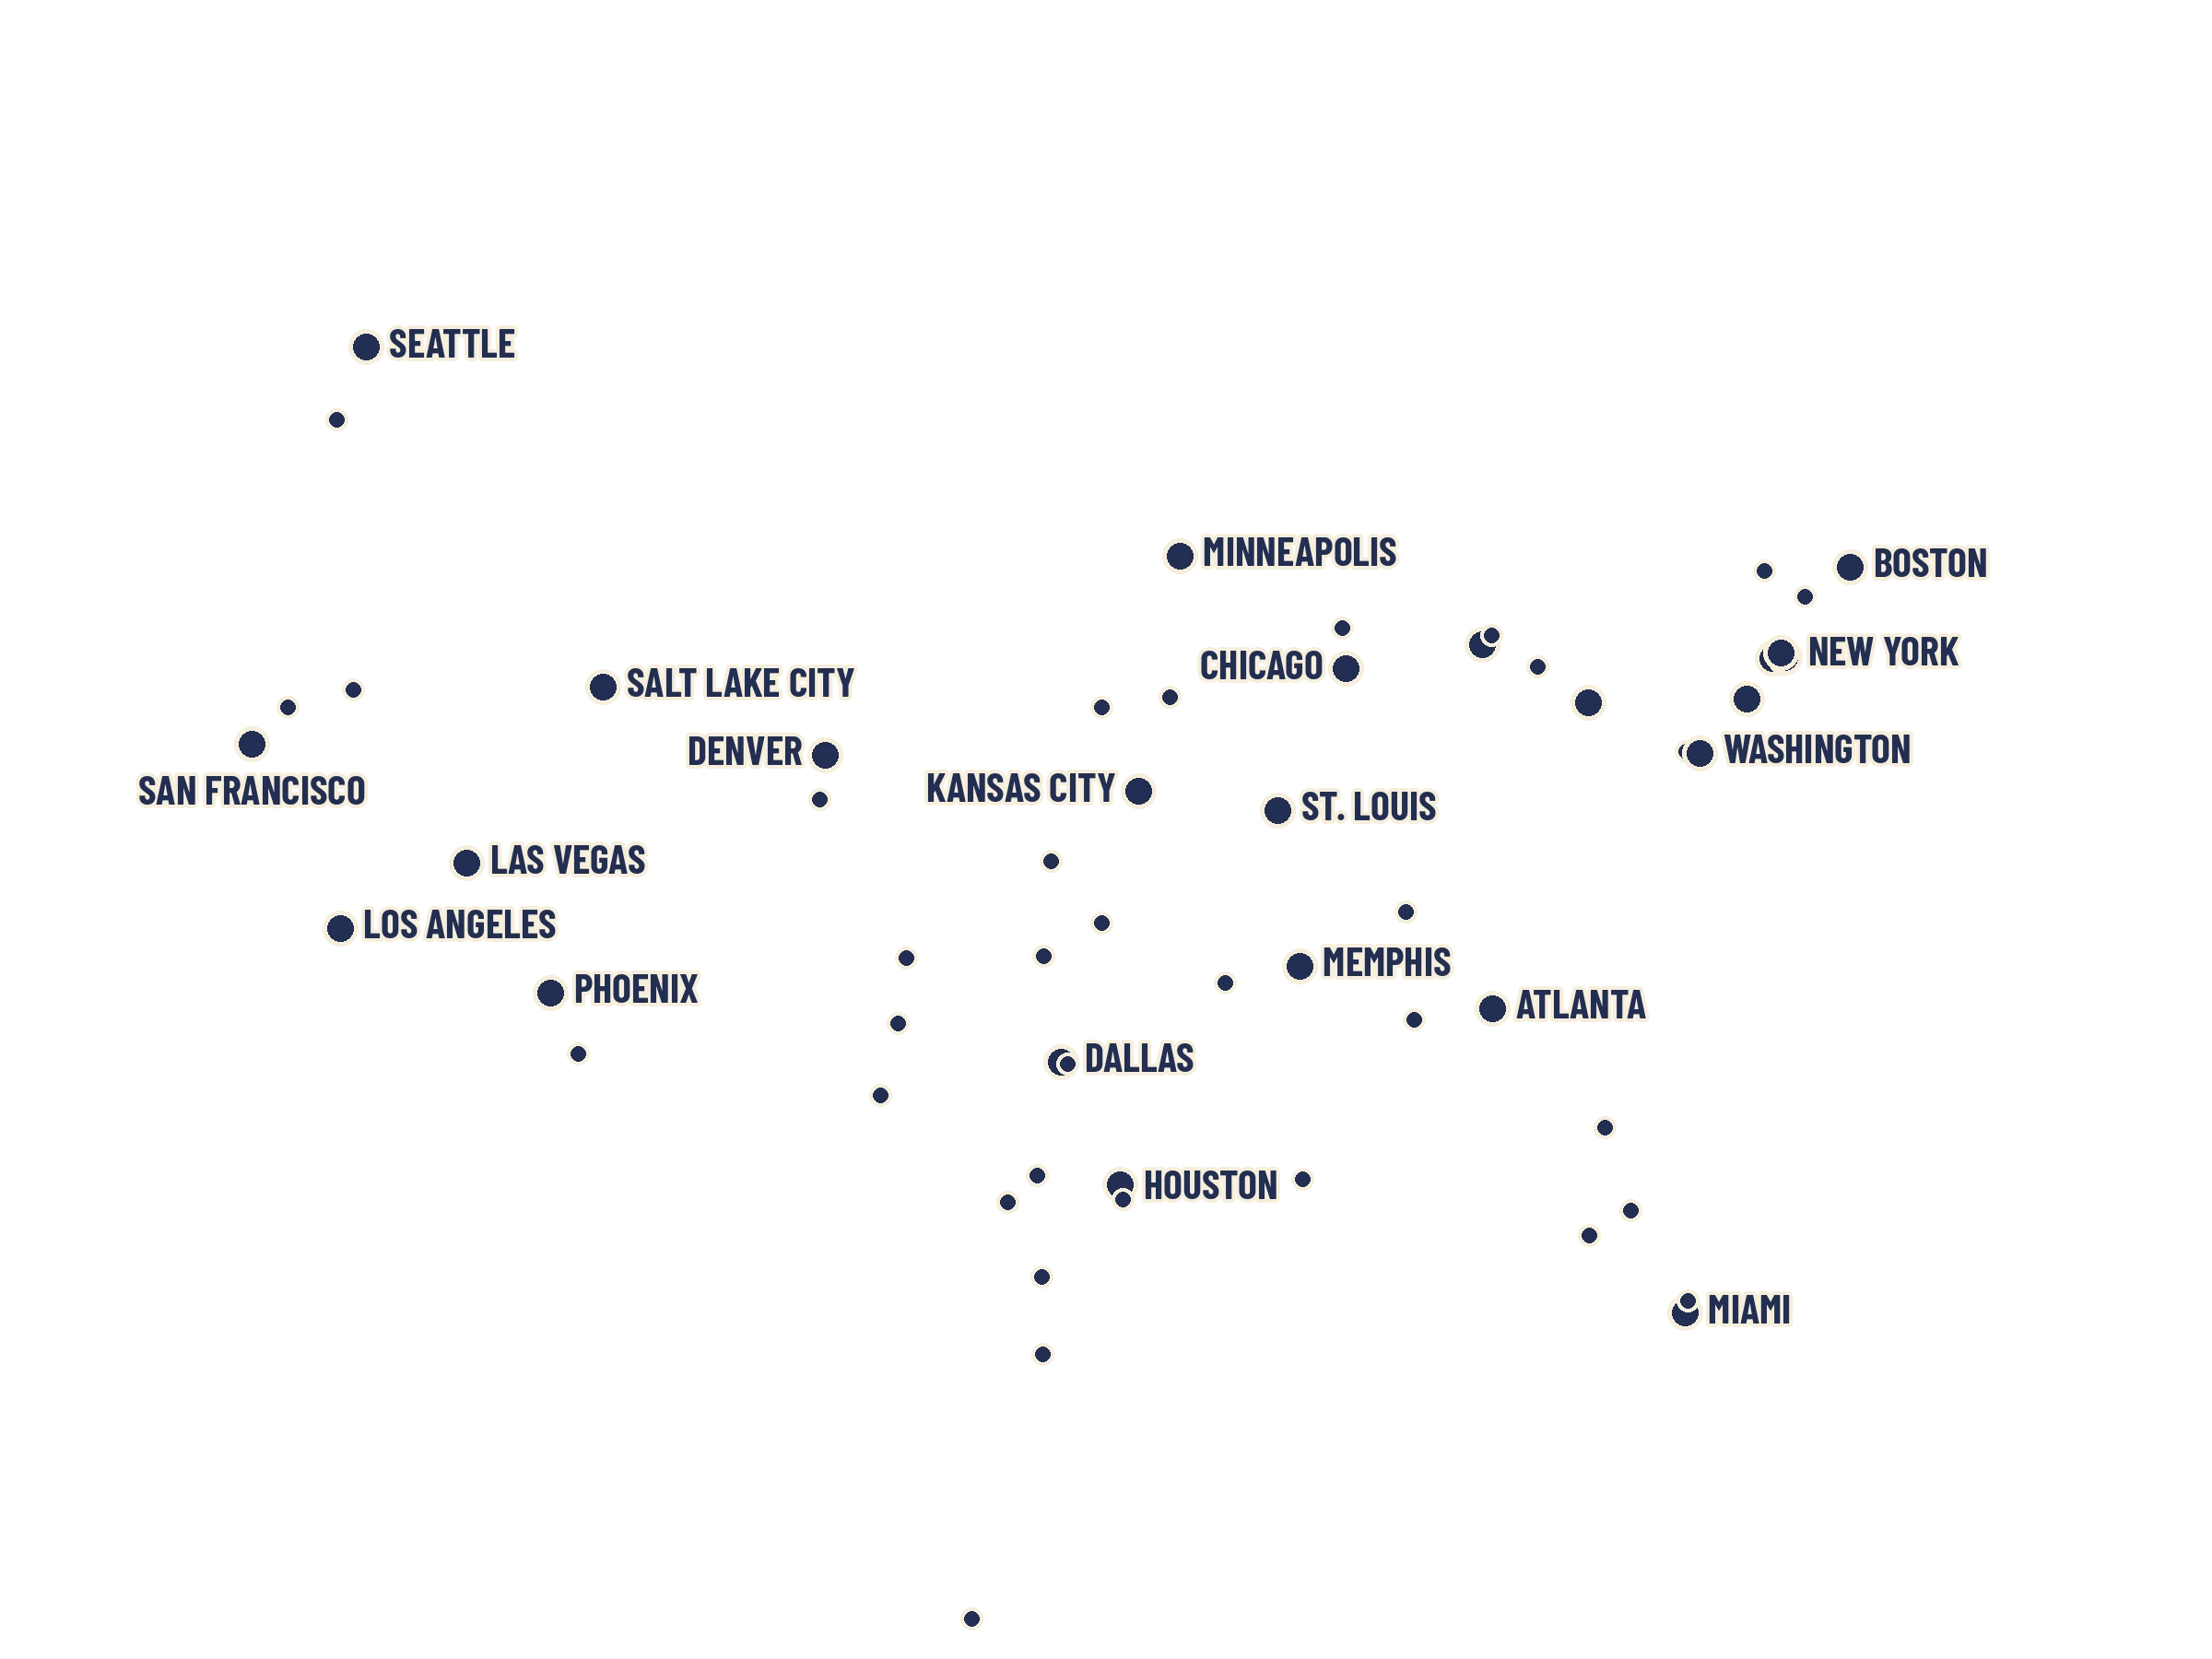 SEATTLE
MINNEAPOLIS
BOSTON
NEW YORK
CHICAGO
SALT LAKE CITY
WASHINGTON
DENVER
KANSAS CITY
SAN FRANCISCO
ST. LOUIS
LAS VEGAS
LOS ANGELES
MEMPHIS
PHOENIX
ATLANTA
DALLAS
HOUSTON
MIAMI